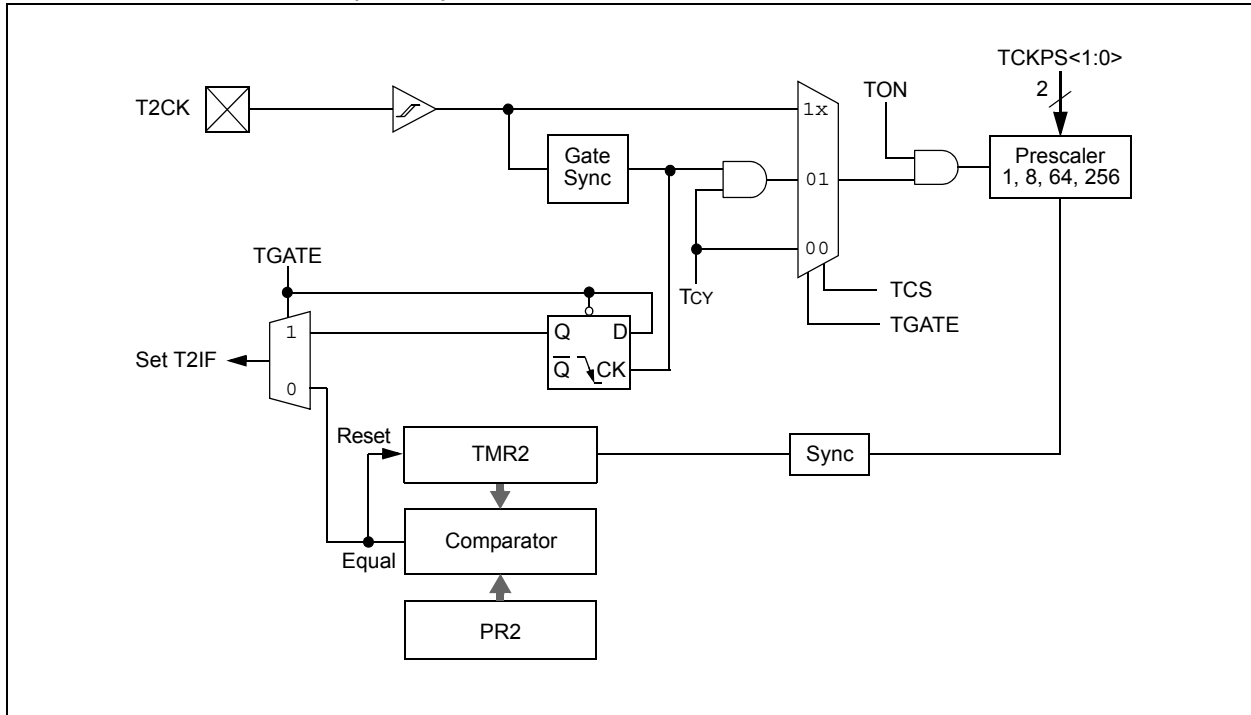 TCKPS<1:0>
2
T2CK
1x
TON
Prescaler
1, 8, 64, 256
Gate
Sync
01
00
TGATE
TCY
TCS
TGATE
1
Q
D
Set T2IF
Q
CK
0
Reset
TMR2
Sync
Equal
Comparator
PR2